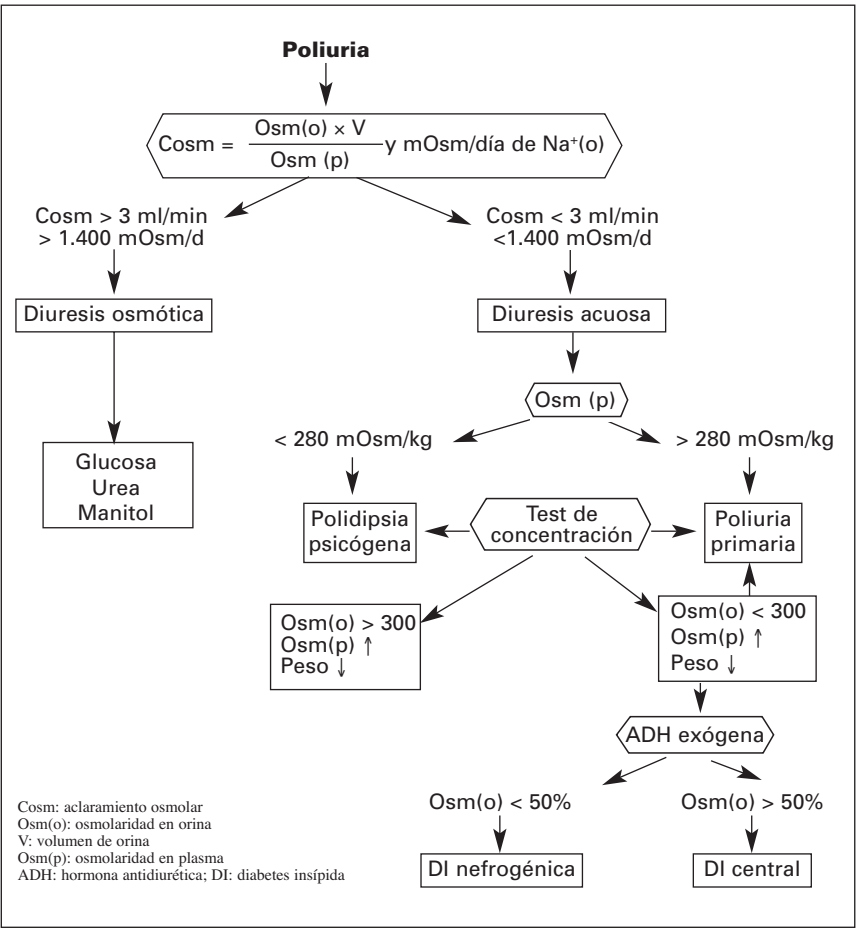 Poliuria
Cosm = Osm(o) × V / Osm (p) y mOsm/día de Na⁺(o)
Cosm > 3 ml/min
> 1.400 mOsm/d
Cosm < 3 ml/min
<1.400 mOsm/d
Diuresis osmótica
Diuresis acuosa
Osm (p)
< 280 mOsm/kg
> 280 mOsm/kg
Glucosa
Urea
Manitol
Polidipsia
psicógena
Test de
concentración
Poliuria
primaria
Osm(o) > 300
Osm(p) ↑
Peso ↓
Osm(o) < 300
Osm(p) ↑
Peso ↓
ADH exógena
Osm(o) < 50%
Osm(o) > 50%
DI nefrogénica
DI central
Cosm: aclaramiento osmolar
Osm(o): osmolaridad en orina
V: volumen de orina
Osm(p): osmolaridad en plasma
ADH: hormona antidiurética; DI: diabetes insípida